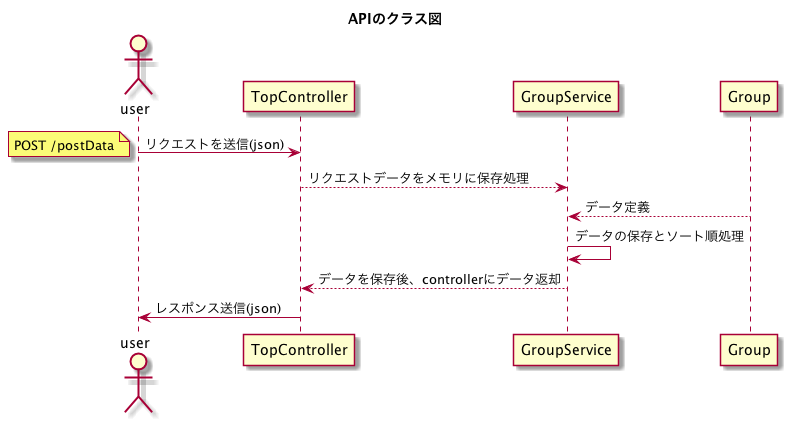 APIのクラス図
user
TopController
GroupService
Group
POST /postData
リクエストを送信(json)
リクエストデータをメモリに保存処理
データ定義
データの保存とソート順処理
データを保存後、controllerにデータ返却
レスポンス送信(json)
user
TopController
GroupService
Group